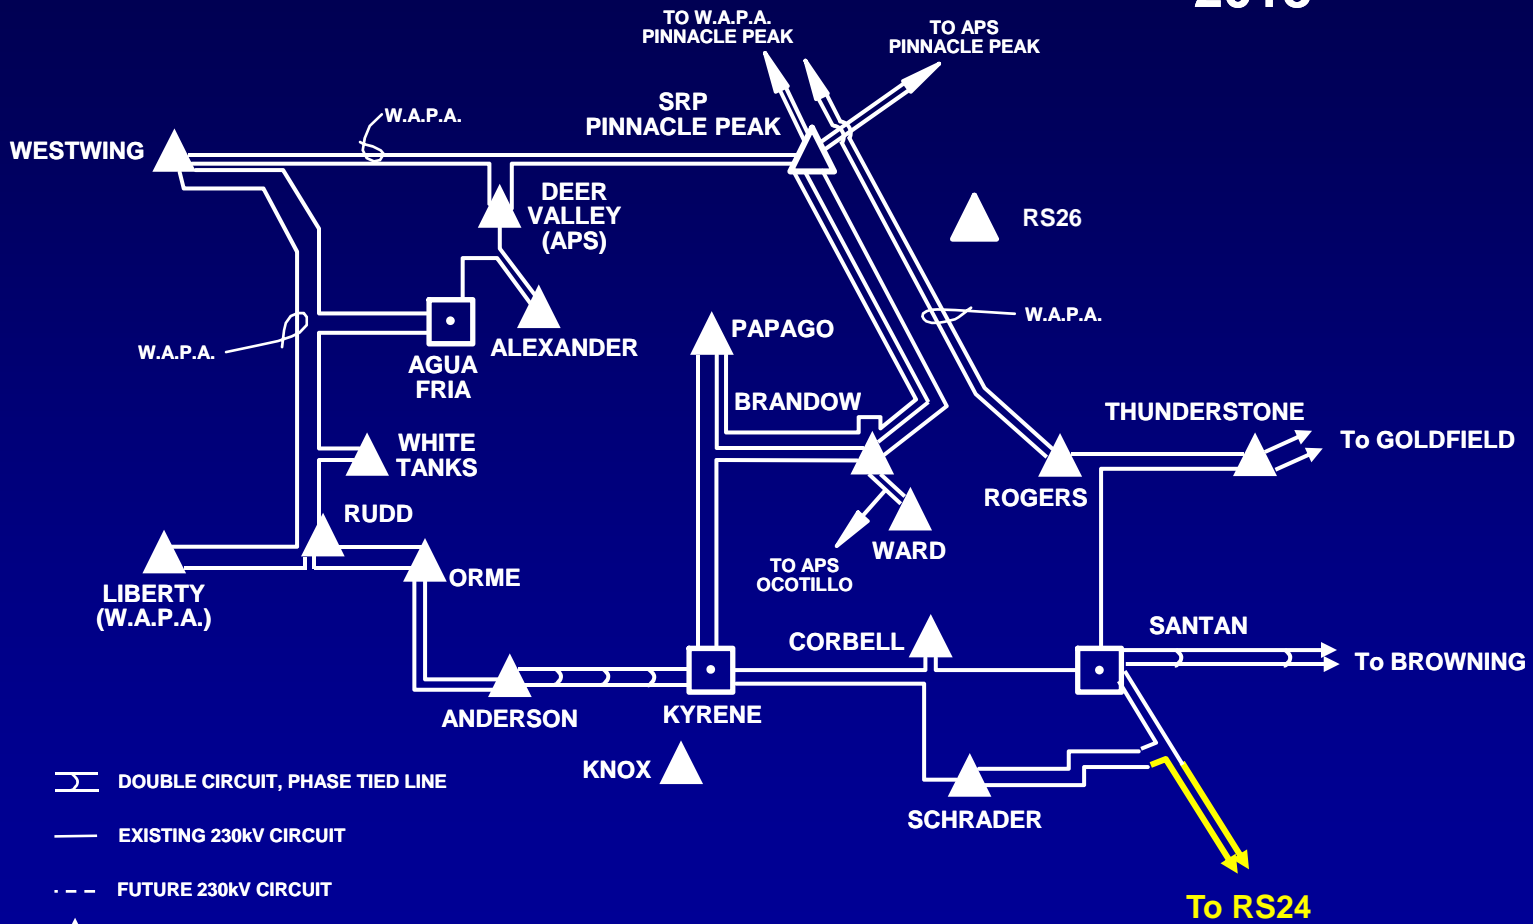 TO W.A.P.A.
PINNACLE PEAK
TO APS
PINNACLE PEAK
SRP
PINNACLE PEAK
W.A.P.A.
WESTWING
DEER
VALLEY
(APS)
RS26
W.A.P.A.
W.A.P.A.
PAPAGO
ALEXANDER
AGUA
FRIA
BRANDOW
THUNDERSTONE
To GOLDFIELD
WHITE
TANKS
ROGERS
RUDD
WARD
TO APS
OCOTILLO
ORME
LIBERTY
(W.A.P.A.)
CORBELL
SANTAN
To BROWNING
ANDERSON
KYRENE
KNOX
SCHRADER
DOUBLE CIRCUIT, PHASE TIED LINE
EXISTING 230kV CIRCUIT
FUTURE 230kV CIRCUIT
To RS24